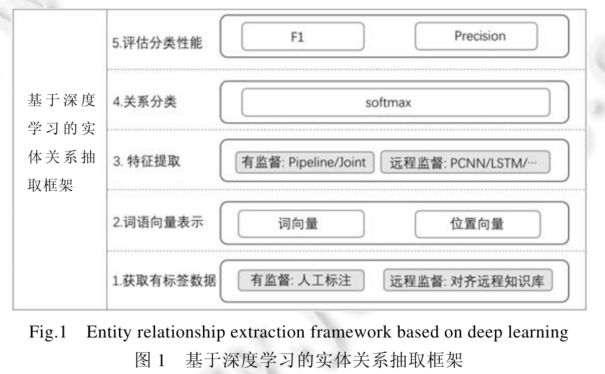 基于深度
学习的实
体关系抽
取框架
5.评估分类性能
F1
Precision
4.关系分类
softmax
3. 特征提取
有监督: Pipeline/Joint
远程监督: PCNN/LSTM/···
2.词语向量表示
词向量
位置向量
1.获取有标签数据
有监督: 人工标注
远程监督: 对齐远程知识库
Fig.1 Entity relationship extraction framework based on deep learning
图 1 基于深度学习的实体关系抽取框架